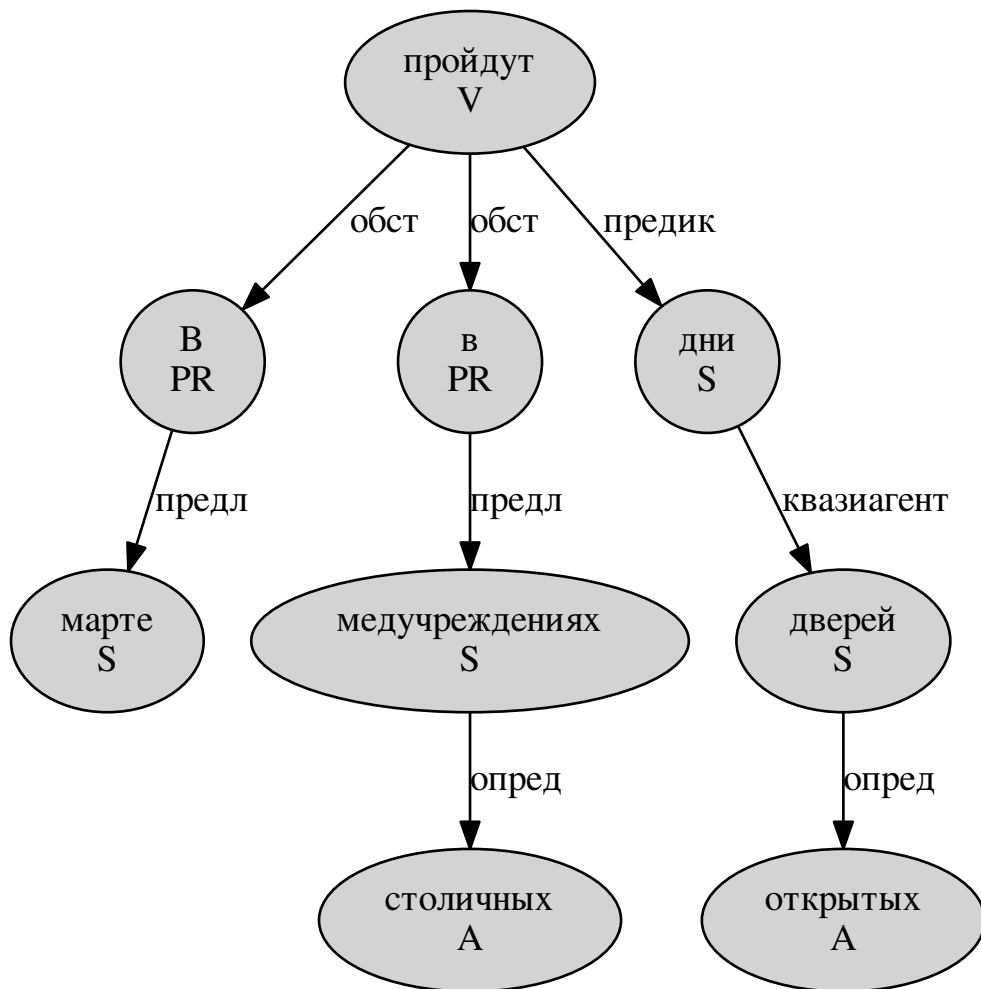 пройдут
V
обст
обст
предик
В
PR
в
PR
дни
S
предл
предл
квазиагент
марте
S
медучреждениях
S
дверей
S
опред
опред
столичных
A
открытых
A